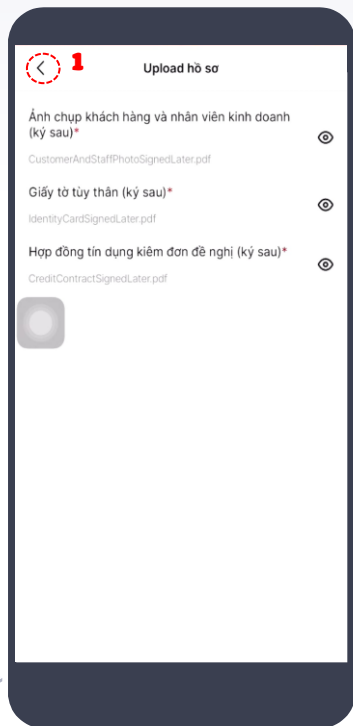 1
Upload hồ sơ
Ảnh chụp khách hàng và nhân viên kinh doanh
(ký sau)*
CustomerAndStaffPhotoSignedLater.pdf
Giấy tờ tùy thân (ký sau)*
IdentityCardSignedLater.pdf
Hợp đồng tín dụng kiêm đơn đề nghị (ký sau)*
CreditContractSignedLater.pdf